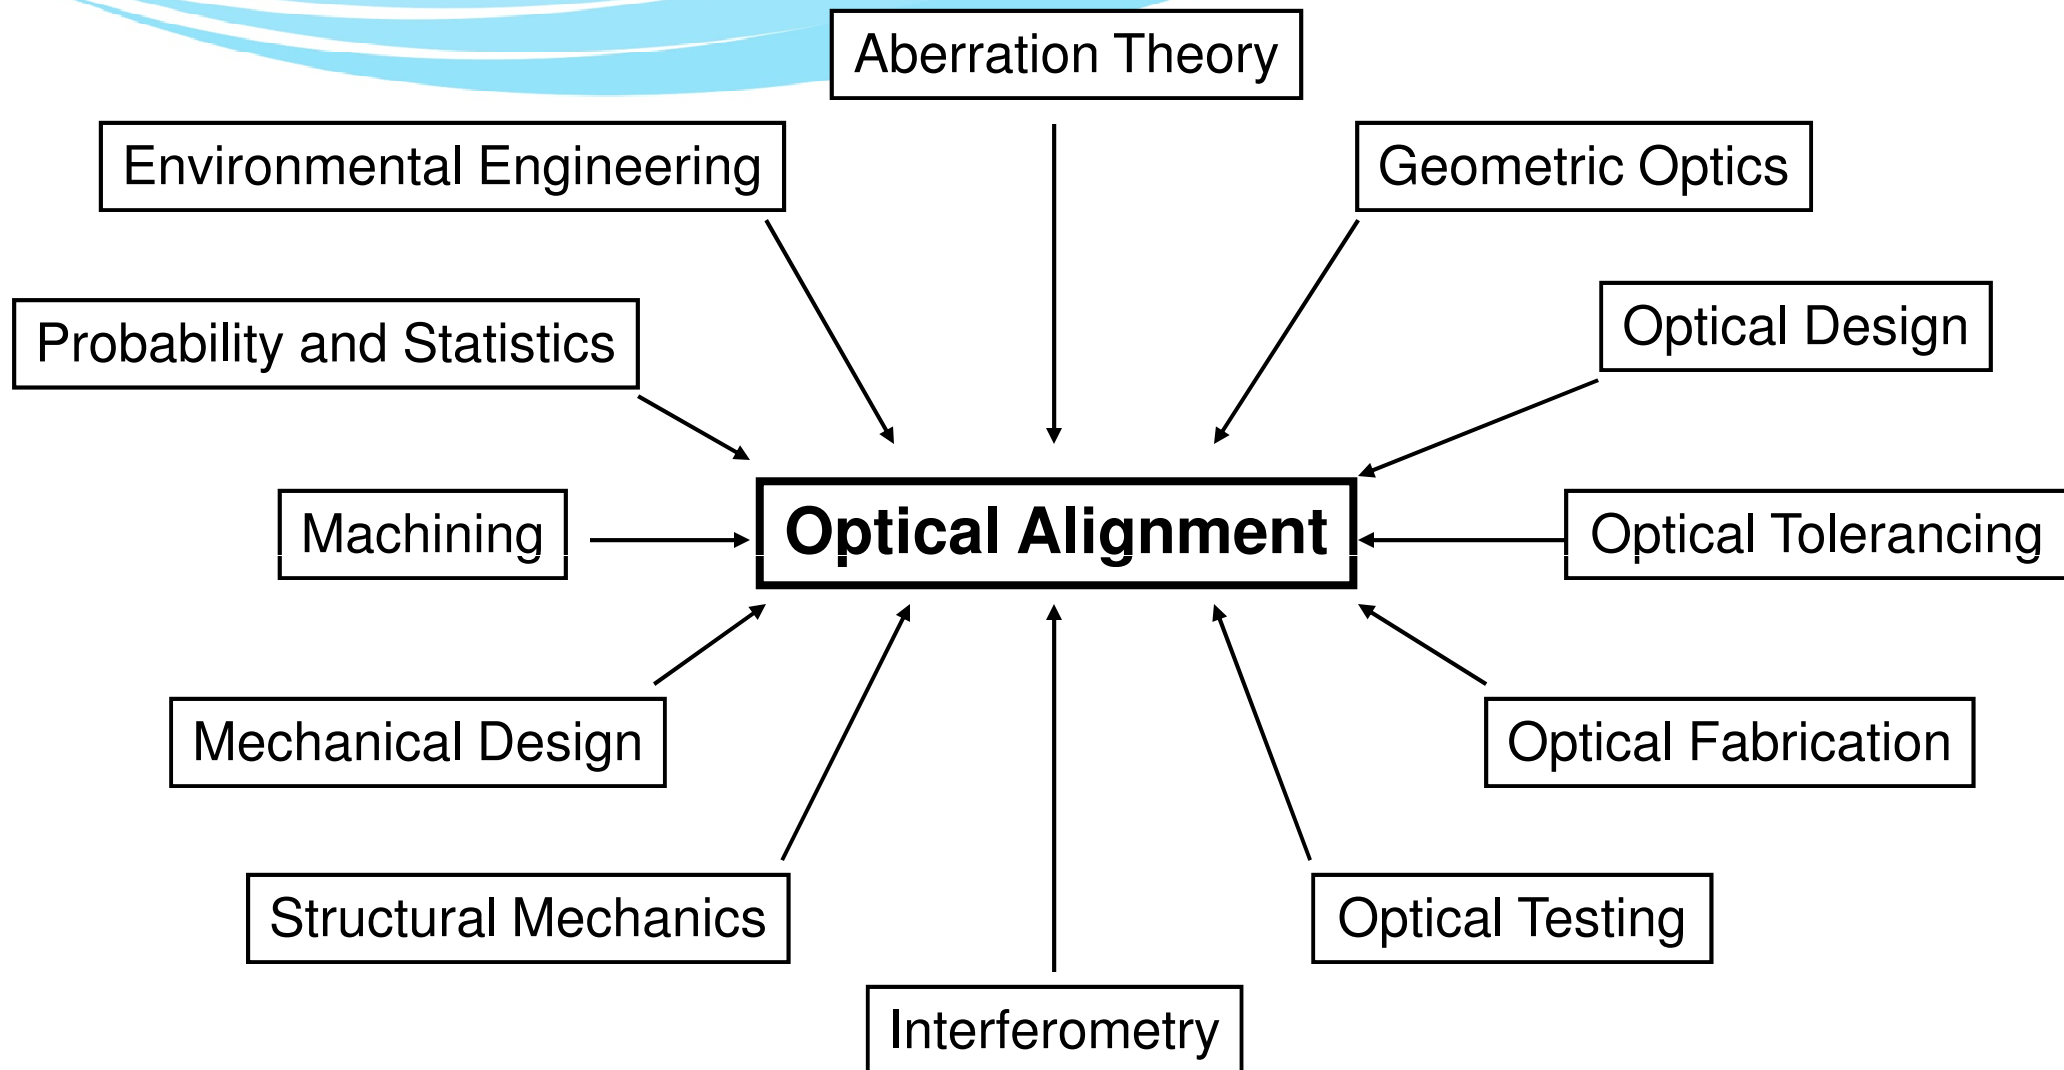 Aberration Theory
Environmental Engineering
Geometric Optics
Probability and Statistics
Optical Design
Machining
Optical Alignment
Optical Tolerancing
Mechanical Design
Optical Fabrication
Structural Mechanics
Optical Testing
Interferometry